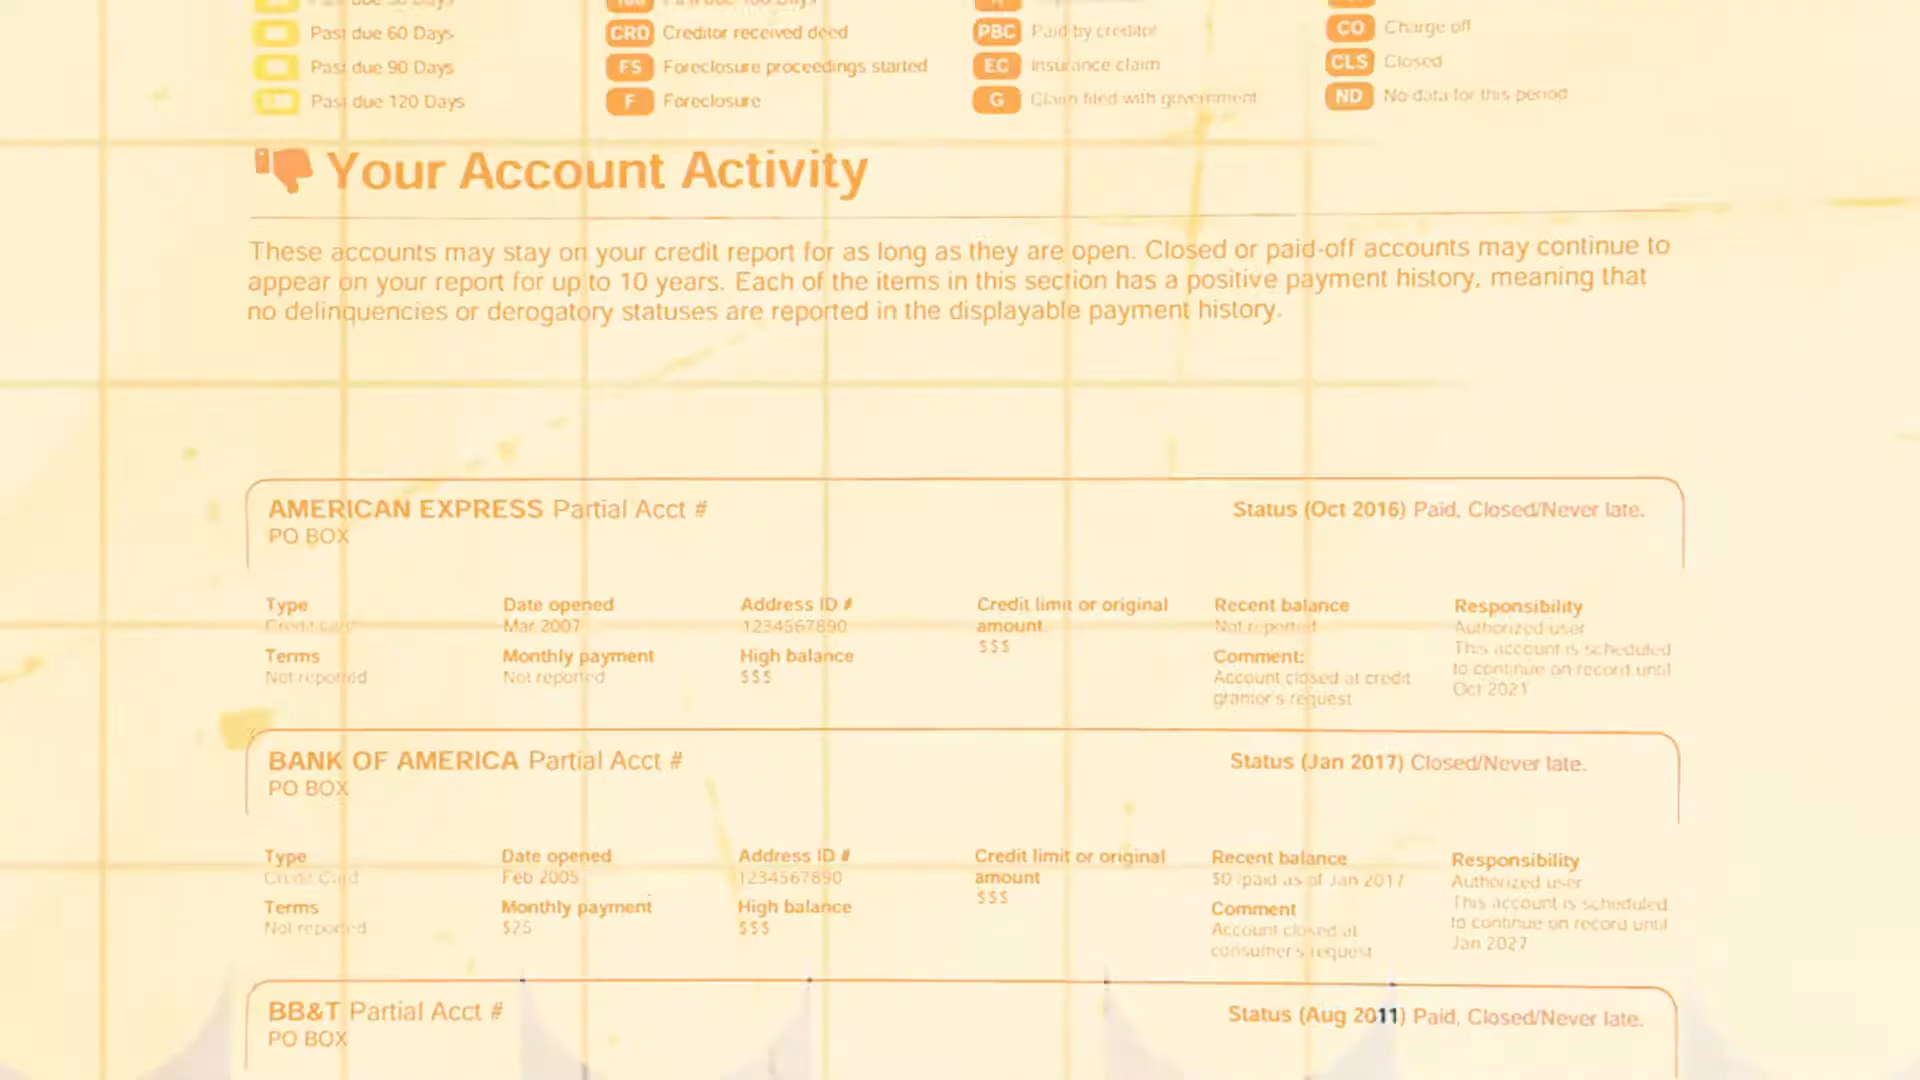 Past due 60 Days
CRD Creditor received deed
PBC Paid by creditor
CO Charge off
Past due 90 Days
FS Foreclosure proceedings started
EC Insurance claim
CLS Closed
Past due 120 Days
F Foreclosure
G Claim filed with government
ND No data for this period
Your Account Activity
These accounts may stay on your credit report for as long as they are open. Closed or paid-off accounts may continue to
appear on your report for up to 10 years. Each of the items in this section has a positive payment history, meaning that
no delinquencies or derogatory statuses are reported in the displayable payment history.
AMERICAN EXPRESS Partial Acct #
PO BOX
Status (Oct 2016) Paid, Closed/Never late.
Type
Credit Card
Terms
Not reported
Date opened
Mar 2007
Monthly payment
Not reported
Address ID #
1234567890
High balance
$$$
Credit limit or original
amount
$$$
Recent balance
Not reported
Comment:
Account closed at credit
grantor's request
Responsibility
Authorized user
This account is scheduled
to continue on record until
Oct 2021
BANK OF AMERICA Partial Acct #
PO BOX
Status (Jan 2017) Closed/Never late.
Type
Credit Card
Terms
Not reported
Date opened
Feb 2005
Monthly payment
$25
Address ID #
1234567890
High balance
$$$
Credit limit or original
amount
$$$
Recent balance
$0 /paid as of Jan 2017
Comment
Account closed at
consumer's request
Responsibility
Authorized user
This account is scheduled
to continue on record until
Jan 2027
BB&T Partial Acct #
PO BOX
Status (Aug 2011) Paid, Closed/Never late.